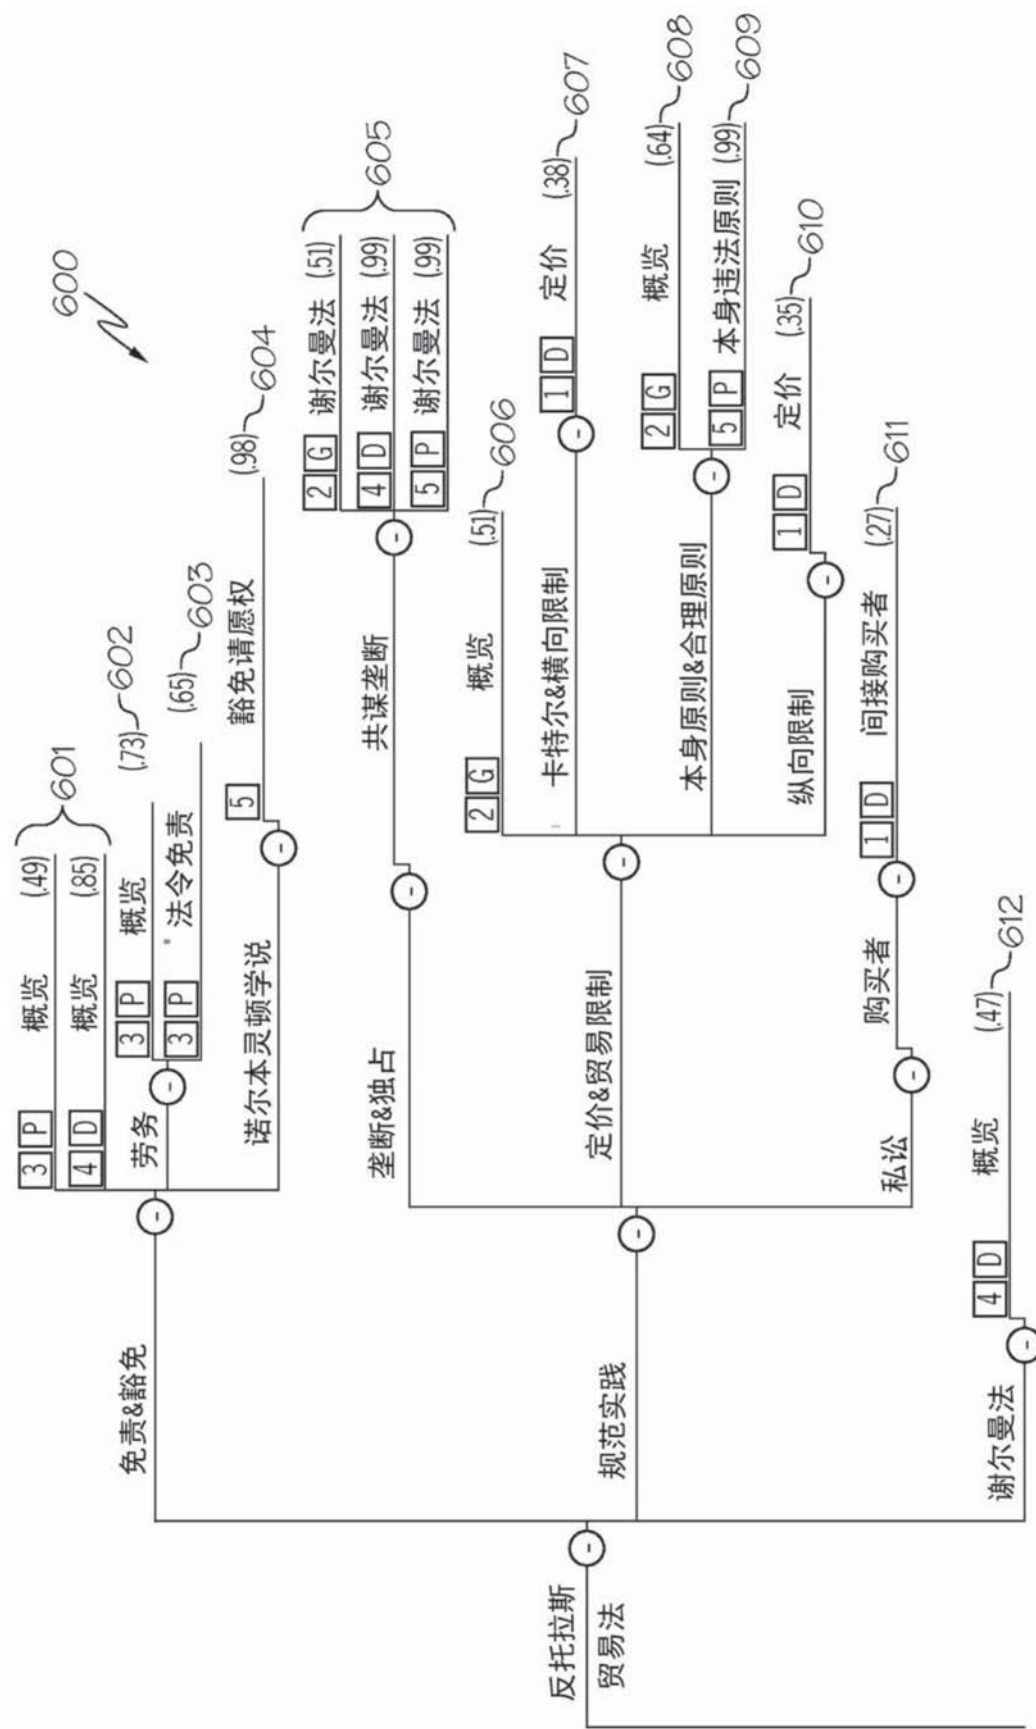 600
3 P 概览 (.49)
4 D 概览 (.85)
601
劳务
3 P 概览 (.73) 602
3 P 法令免责 (.65) 603
免责&豁免
诺尔本灵顿学说
5 豁免请愿权 (.98) 604
垄断&独占
共谋垄断
2 G 谢尔曼法 (.51)
4 D 谢尔曼法 (.99)
5 P 谢尔曼法 (.99)
605
2 G 概览 (.51) 606
卡特尔&横向限制
1 D 定价 (.38) 607
规范实践
定价&贸易限制
本身原则&合理原则
2 G 概览 (.64) 608
5 P 本身违法原则 (.99) 609
纵向限制
1 D 定价 (.35) 610
私讼
购买者
1 D 间接购买者 (.27) 611
反托拉斯
贸易法
谢尔曼法
4 D 概览 (.47) 612